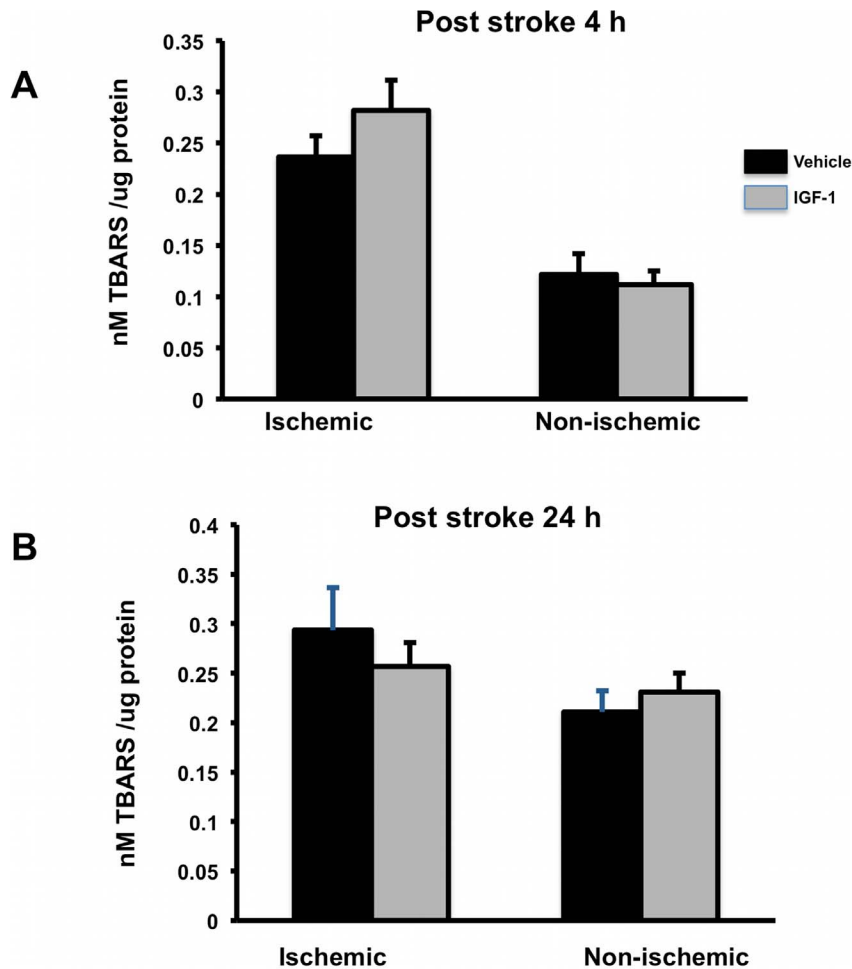 Post stroke 4 h
A
nM TBARS /ug protein
0.35
0.3
0.25
0.2
0.15
0.1
0.05
0
Ischemic
Non-ischemic
Vehicle
IGF-1
Post stroke 24 h
B
nM TBARS /ug protein
0.4
0.35
0.3
0.25
0.2
0.15
0.1
0.05
0
Ischemic
Non-ischemic